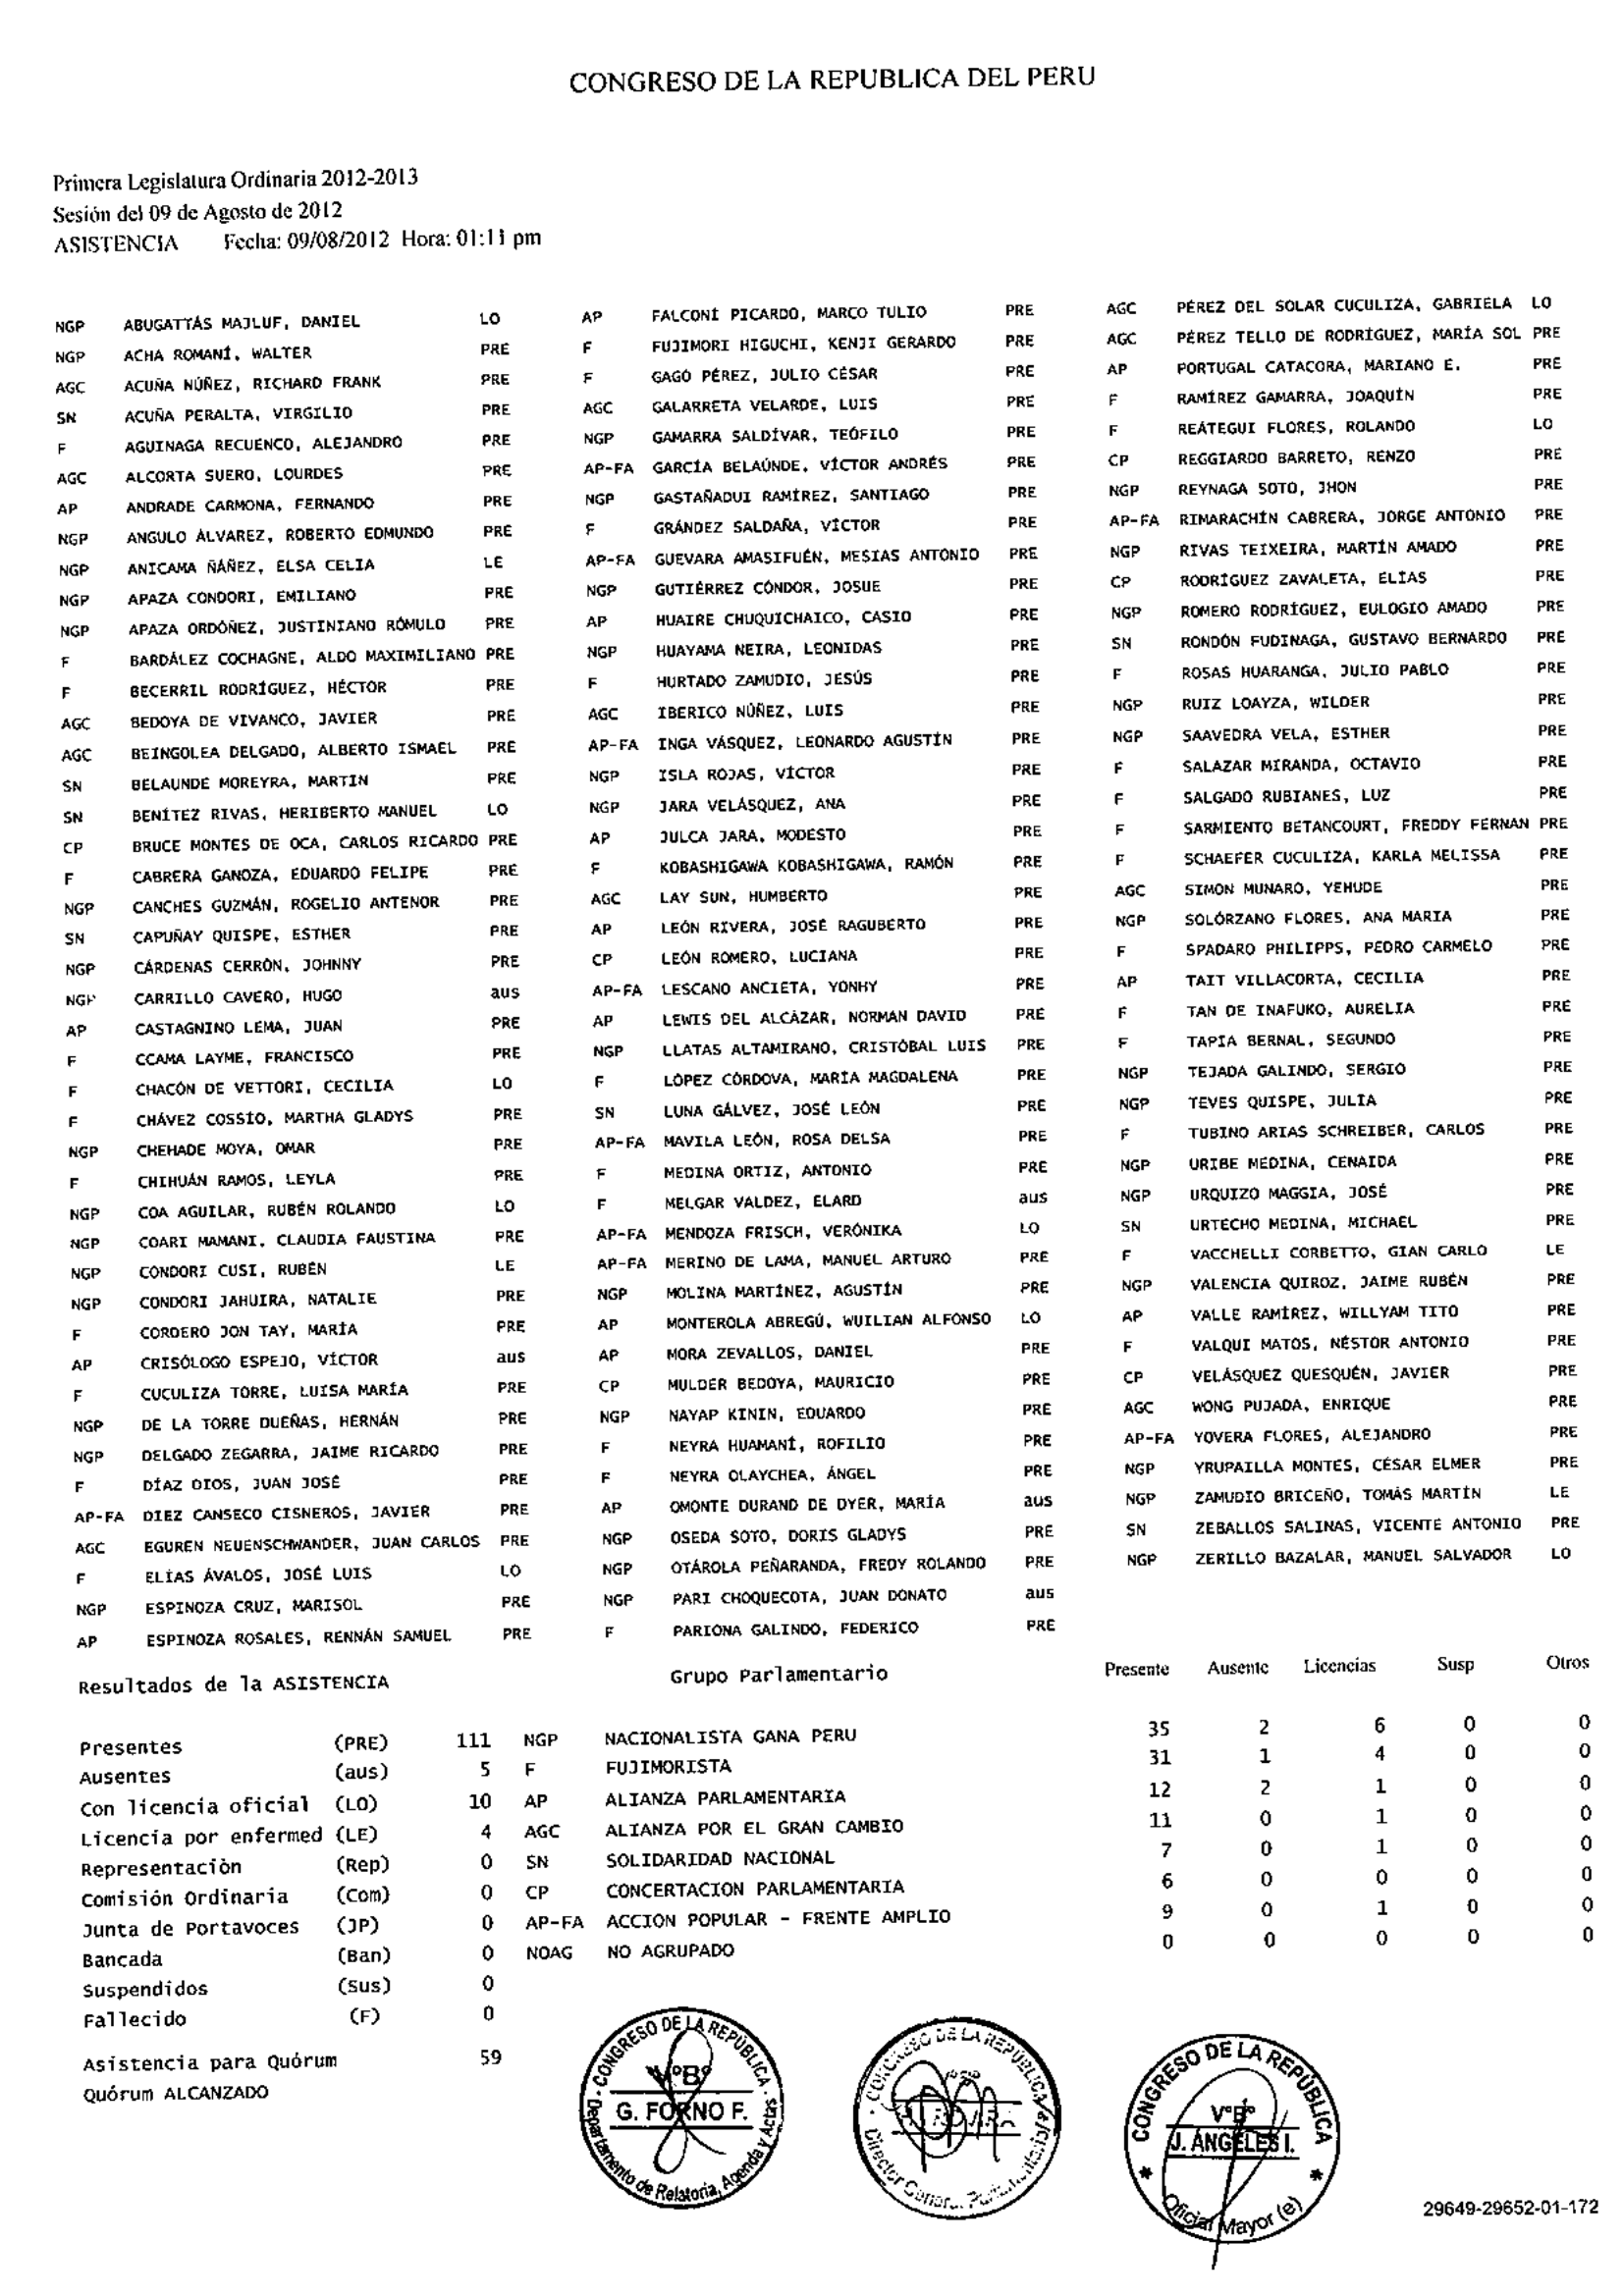 CONGRESO DE LA REPUBLICA DEL PERU
Primera Legislatura Ordinaria 2012-2013
Sesión del 09 de Agosto de 2012
ASISTENCIA Fecha: 09/08/2012 Hora: 01:11 pm
NGP ABUGATTÁS MAJLUF, DANIEL LO
NGP ACHA ROMANÍ, WALTER PRE
AGC ACUÑA NÚÑEZ, RICHARD FRANK PRE
SN ACUÑA PERALTA, VIRGILIO PRE
F AGUINAGA RECUENCO, ALEJANDRO PRE
AGC ALCORTA SUERO, LOURDES PRE
AP ANDRADE CARMONA, FERNANDO PRE
NGP ANGULO ÁLVAREZ, ROBERTO EDMUNDO PRE
NGP ANICAMA ÑÁÑEZ, ELSA CELIA LE
NGP APAZA CONDORI, EMILIANO PRE
NGP APAZA ORDÓÑEZ, JUSTINIANO RÓMULO PRE
F BARDÁLEZ COCHAGNE, ALDO MAXIMILIANO PRE
F BECERRIL RODRÍGUEZ, HÉCTOR PRE
AGC BEDOYA DE VIVANCO, JAVIER PRE
AGC BEINGOLEA DELGADO, ALBERTO ISMAEL PRE
SN BELAUNDE MOREYRA, MARTIN PRE
SN BENÍTEZ RIVAS, HERIBERTO MANUEL LO
CP BRUCE MONTES DE OCA, CARLOS RICARDO PRE
F CABRERA GANOZA, EDUARDO FELIPE PRE
NGP CANCHES GUZMÁN, ROGELIO ANTENOR PRE
SN CAPUÑAY QUISPE, ESTHER PRE
NGP CÁRDENAS CERRÓN, JOHNNY PRE
NGP CARRILLO CAVERO, HUGO aus
AP CASTAGNINO LEMA, JUAN PRE
F CCAMA LAYME, FRANCISCO PRE
F CHACÓN DE VETTORI, CECILIA LO
F CHÁVEZ COSSÍO, MARTHA GLADYS PRE
NGP CHEHADE MOYA, OMAR PRE
F CHIHUÁN RAMOS, LEYLA PRE
NGP COA AGUILAR, RUBÉN ROLANDO LO
NGP COARI MAMANI, CLAUDIA FAUSTINA PRE
NGP CONDORI CUSI, RUBÉN LE
NGP CONDORI JAHUIRA, NATALIE PRE
F CORDERO JON TAY, MARÍA PRE
AP CRISÓLOGO ESPEJO, VÍCTOR aus
F CUCULIZA TORRE, LUISA MARÍA PRE
NGP DE LA TORRE DUEÑAS, HERNÁN PRE
NGP DELGADO ZEGARRA, JAIME RICARDO PRE
F DÍAZ DIOS, JUAN JOSÉ PRE
AP-FA DIEZ CANSECO CISNEROS, JAVIER PRE
AGC EGUREN NEUENSCHWANDER, JUAN CARLOS PRE
F ELÍAS ÁVALOS, JOSÉ LUIS LO
NGP ESPINOZA CRUZ, MARISOL PRE
AP ESPINOZA ROSALES, RENNÁN SAMUEL PRE
AP FALCONÍ PICARDO, MARCO TULIO PRE
F FUJIMORI HIGUCHI, KENJI GERARDO PRE
F GAGÓ PÉREZ, JULIO CÉSAR PRE
AGC GALARRETA VELARDE, LUIS PRE
NGP GAMARRA SALDÍVAR, TEÓFILO PRE
AP-FA GARCÍA BELAÚNDE, VÍCTOR ANDRÉS PRE
NGP GASTAÑADUI RAMÍREZ, SANTIAGO PRE
F GRÁNDEZ SALDAÑA, VÍCTOR PRE
AP-FA GUEVARA AMASIFUÉN, MESIAS ANTONIO PRE
NGP GUTIÉRREZ CÓNDOR, JOSUE PRE
AP HUAIRE CHUQUICHAICO, CASIO PRE
NGP HUAYAMA NEIRA, LEONIDAS PRE
F HURTADO ZAMUDIO, JESÚS PRE
AGC IBERICO NÚÑEZ, LUIS PRE
AP-FA INGA VÁSQUEZ, LEONARDO AGUSTÍN PRE
NGP ISLA ROJAS, VÍCTOR PRE
NGP JARA VELÁSQUEZ, ANA PRE
AP JULCA JARA, MODESTO PRE
F KOBASHIGAWA KOBASHIGAWA, RAMÓN PRE
AGC LAY SUN, HUMBERTO PRE
AP LEÓN RIVERA, JOSÉ RAGUBERTO PRE
CP LEÓN ROMERO, LUCIANA PRE
AP-FA LESCANO ANCIETA, YONHY PRE
AP LEWIS DEL ALCÁZAR, NORMAN DAVID PRE
NGP LLATAS ALTAMIRANO, CRISTÓBAL LUIS PRE
F LÓPEZ CÓRDOVA, MARÍA MAGDALENA PRE
SN LUNA GÁLVEZ, JOSÉ LEÓN PRE
AP-FA MAVILA LEÓN, ROSA DELSA PRE
F MEDINA ORTIZ, ANTONIO PRE
F MELGAR VALDEZ, ELARD aus
AP-FA MENDOZA FRISCH, VERÓNIKA LO
AP-FA MERINO DE LAMA, MANUEL ARTURO PRE
NGP MOLINA MARTÍNEZ, AGUSTÍN PRE
AP MONTEROLA ABREGÚ, WUILIAN ALFONSO LO
AP MORA ZEVALLOS, DANIEL PRE
CP MULDER BEDOYA, MAURICIO PRE
NGP NAYAP KININ, EDUARDO PRE
F NEYRA HUAMANÍ, ROFILIO PRE
F NEYRA OLAYCHEA, ÁNGEL PRE
AP OMONTE DURAND DE DYER, MARÍA aus
NGP OSEDA SOTO, DORIS GLADYS PRE
NGP OTÁROLA PEÑARANDA, FREDY ROLANDO PRE
NGP PARI CHOQUECOTA, JUAN DONATO aus
F PARIONA GALINDO, FEDERICO PRE
AGC PÉREZ DEL SOLAR CUCULIZA, GABRIELA LO
AGC PÉREZ TELLO DE RODRÍGUEZ, MARÍA SOL PRE
AP PORTUGAL CATACORA, MARIANO E. PRE
F RAMÍREZ GAMARRA, JOAQUÍN PRE
F REÁTEGUI FLORES, ROLANDO LO
CP REGGIARDO BARRETO, RENZO PRE
NGP REYNAGA SOTO, JHON PRE
AP-FA RIMARACHÍN CABRERA, JORGE ANTONIO PRE
NGP RIVAS TEIXEIRA, MARTÍN AMADO PRE
CP RODRÍGUEZ ZAVALETA, ELÍAS PRE
NGP ROMERO RODRÍGUEZ, EULOGIO AMADO PRE
SN RONDÓN FUDINAGA, GUSTAVO BERNARDO PRE
F ROSAS HUARANGA, JULIO PABLO PRE
NGP RUIZ LOAYZA, WILDER PRE
NGP SAAVEDRA VELA, ESTHER PRE
F SALAZAR MIRANDA, OCTAVIO PRE
F SALGADO RUBIANES, LUZ PRE
F SARMIENTO BETANCOURT, FREDDY FERNAN PRE
F SCHAEFER CUCULIZA, KARLA MELISSA PRE
AGC SIMON MUNARO, YEHUDE PRE
NGP SOLÓRZANO FLORES, ANA MARIA PRE
F SPADARO PHILIPPS, PEDRO CARMELO PRE
AP TAIT VILLACORTA, CECILIA PRE
F TAN DE INAFUKO, AURELIA PRE
F TAPIA BERNAL, SEGUNDO PRE
NGP TEJADA GALINDO, SERGIO PRE
NGP TEVES QUISPE, JULIA PRE
F TUBINO ARIAS SCHREIBER, CARLOS PRE
NGP URIBE MEDINA, CENAIDA PRE
NGP URQUIZO MAGGIA, JOSÉ PRE
SN URTECHO MEDINA, MICHAEL PRE
F VACCHELLI CORBETTO, GIAN CARLO LE
NGP VALENCIA QUIROZ, JAIME RUBÉN PRE
AP VALLE RAMÍREZ, WILLYAM TITO PRE
F VALQUI MATOS, NÉSTOR ANTONIO PRE
CP VELÁSQUEZ QUESQUÉN, JAVIER PRE
AGC WONG PUJADA, ENRIQUE PRE
AP-FA YOVERA FLORES, ALEJANDRO PRE
NGP YRUPAILLA MONTES, CÉSAR ELMER PRE
NGP ZAMUDIO BRICEÑO, TOMÁS MARTÍN LE
SN ZEBALLOS SALINAS, VICENTE ANTONIO PRE
NGP ZERILLO BAZALAR, MANUEL SALVADOR LO
Resultados de la ASISTENCIA
Presentes (PRE) 111
Ausentes (aus) 5
Con licencia oficial (LO) 10
Licencia por enfermed (LE) 4
Representación (Rep) 0
Comisión Ordinaria (Com) 0
Junta de Portavoces (JP) 0
Bancada (Ban) 0
Suspendidos (Sus) 0
Fallecido (F) 0
Asistencia para Quórum 59
Quórum ALCANZADO
Grupo Parlamentario Presente Ausente Licencias Susp Otros
NGP NACIONALISTA GANA PERU 35 2 6 0 0
F FUJIMORISTA 31 1 4 0 0
AP ALIANZA PARLAMENTARIA 12 2 1 0 0
AGC ALIANZA POR EL GRAN CAMBIO 11 0 1 0 0
SN SOLIDARIDAD NACIONAL 7 0 1 0 0
CP CONCERTACION PARLAMENTARIA 6 0 0 0 0
AP-FA ACCION POPULAR - FRENTE AMPLIO 9 0 1 0 0
NOAG NO AGRUPADO 0 0 0 0 0
CONGRESO DE LA REPÚBLICA
V°B°
G. FORNO F.
Departamento de Relatoría, Agenda y Actas
CONGRESO DE LA REPUBLICA
Director
CONGRESO DE LA REPÚBLICA
V°B°
J. ANGELES I.
Oficial Mayor (e)
29649-29652-01-172